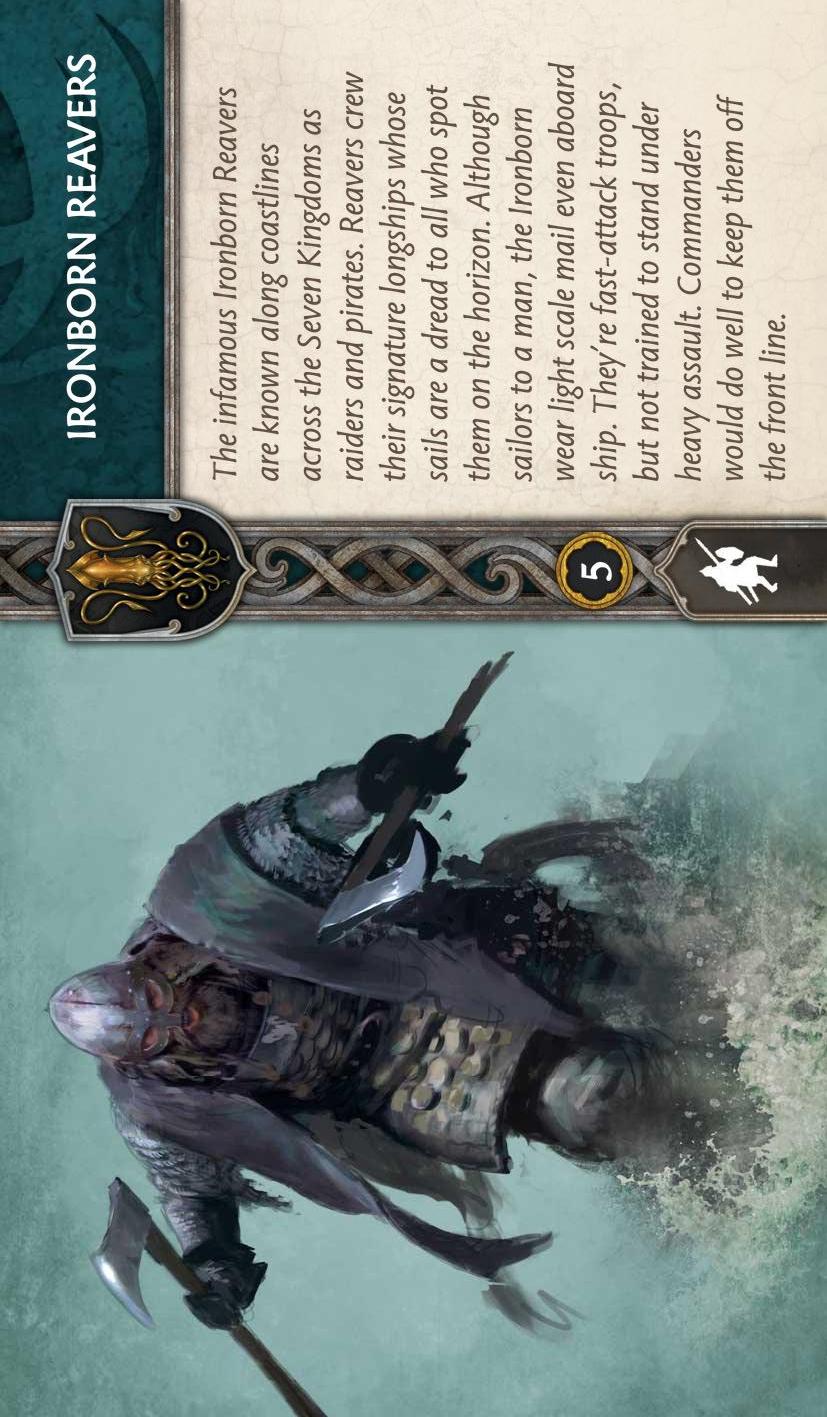 IRONBORN REAVERS
The infamous Ironborn Reavers
are known along coastlines
across the Seven Kingdoms as
raiders and pirates. Reavers crew
their signature longships whose
sails are a dread to all who spot
them on the horizon. Although
sailors to a man, the Ironborn
wear light scale mail even aboard
ship. They’re fast-attack troops,
but not trained to stand under
heavy assault. Commanders
would do well to keep them off
the front line.
5